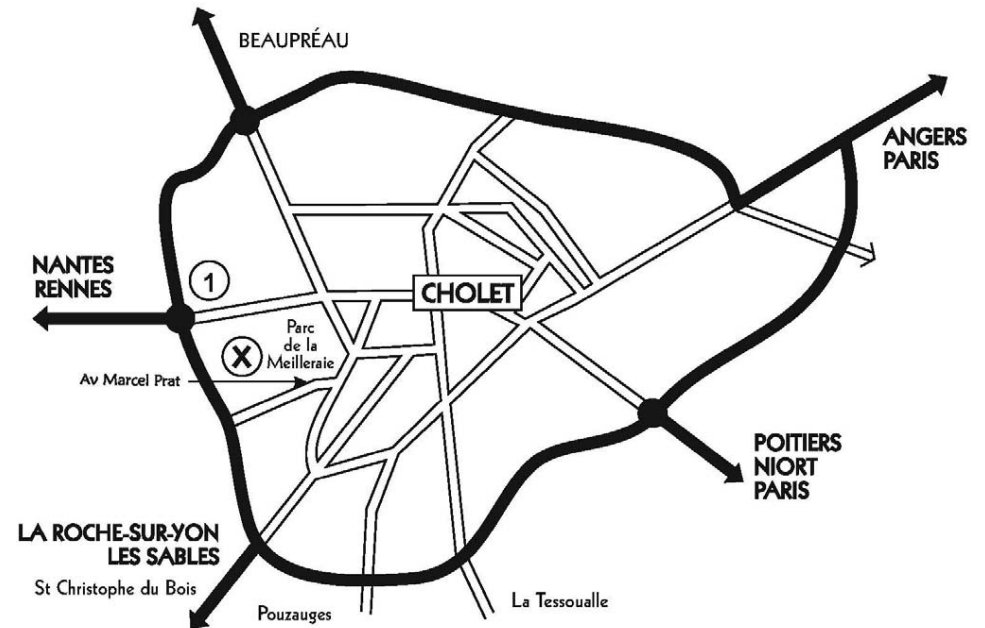 BEAUPRÉAU
ANGERS
PARIS
NANTES
RENNES
1
CHOLET
Parc
de la
Meilleraie
X
Av Marcel Prat
POITIERS
NIORT
PARIS
LA ROCHE-SUR-YON
LES SABLES
St Christophe du Bois
Pouzauges
La Tessoualle